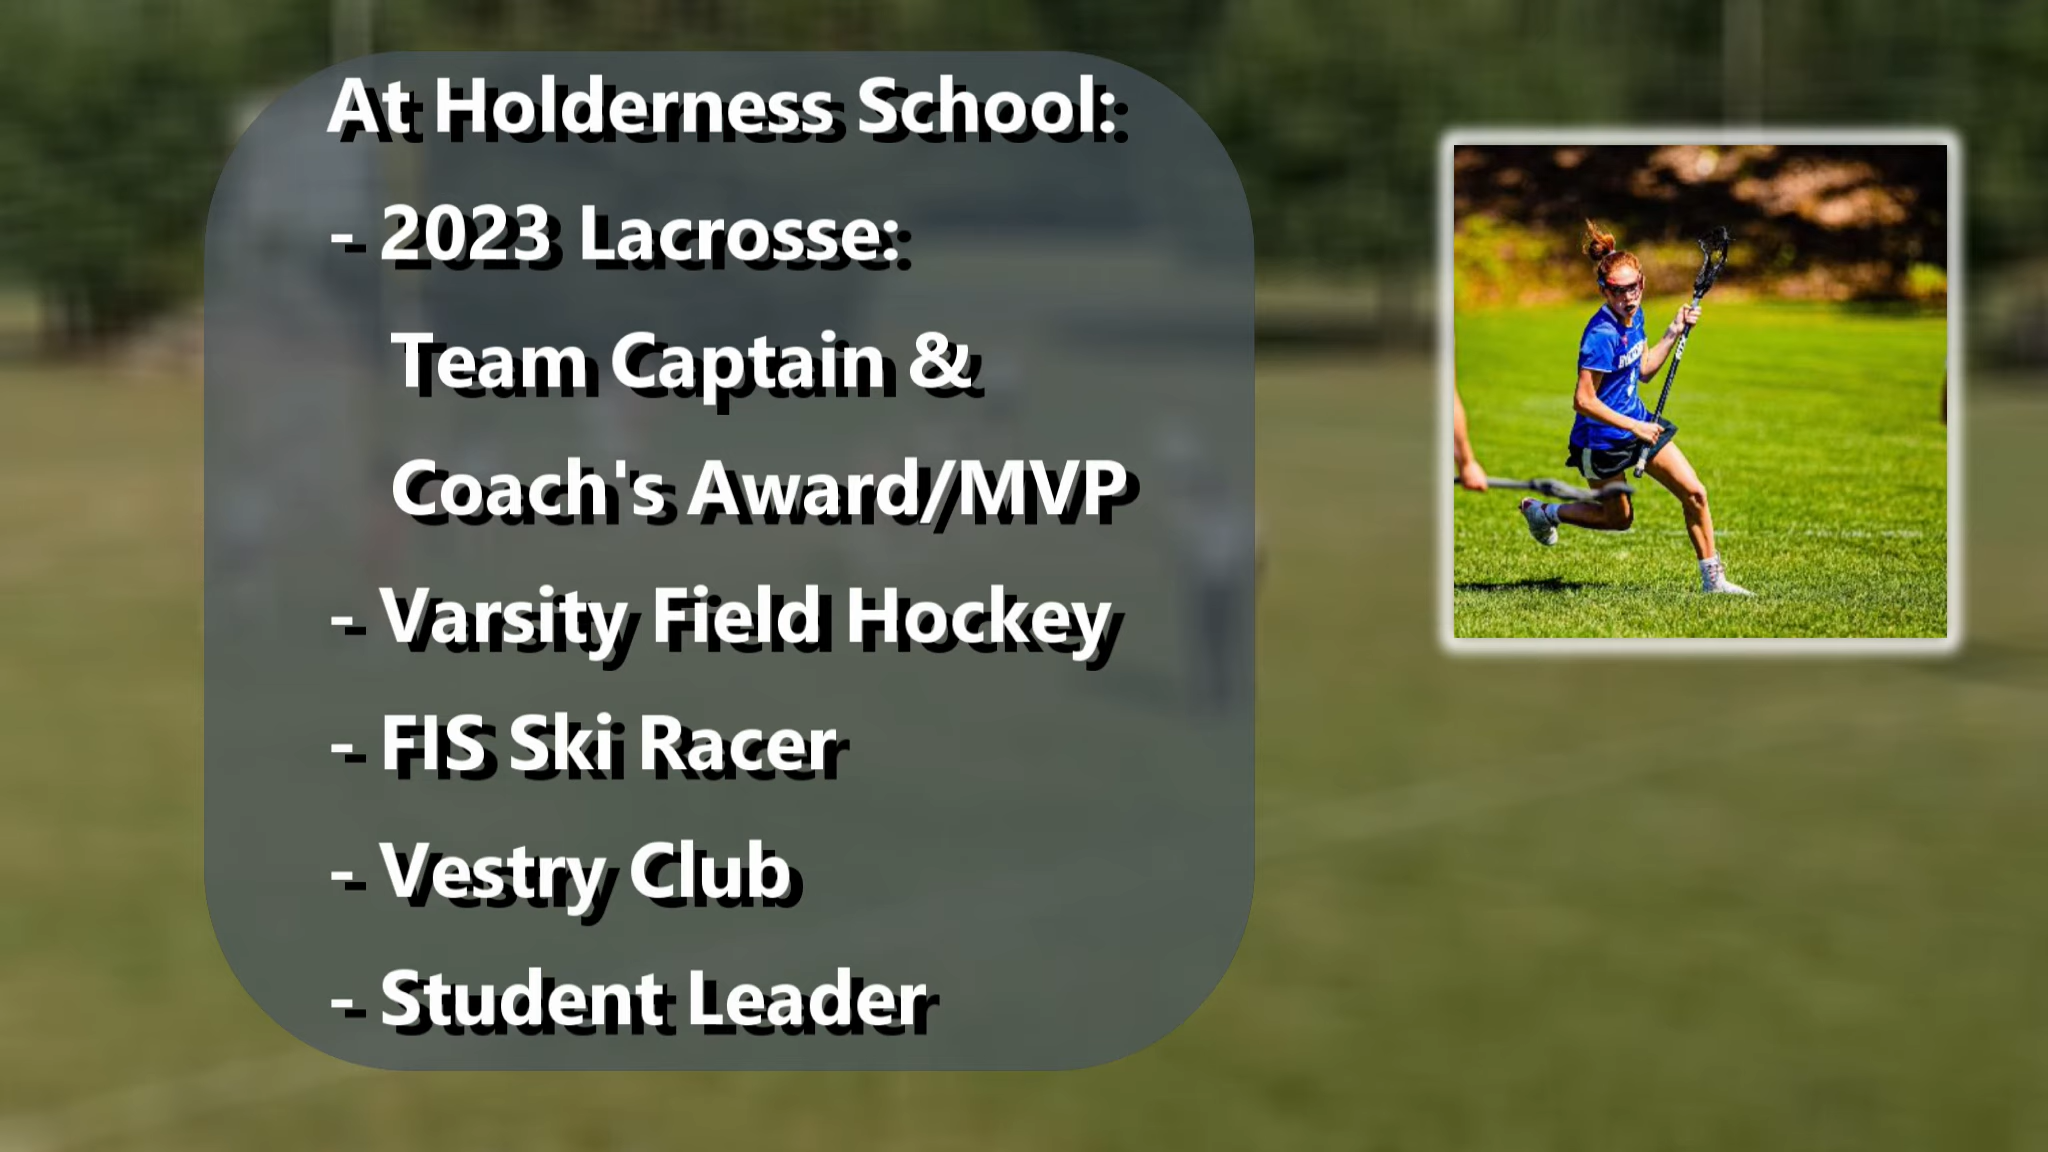 At Holderness School:
- 2023 Lacrosse:
Team Captain &
Coach's Award/MVP
- Varsity Field Hockey
- FIS Ski Racer
- Vestry Club
- Student Leader